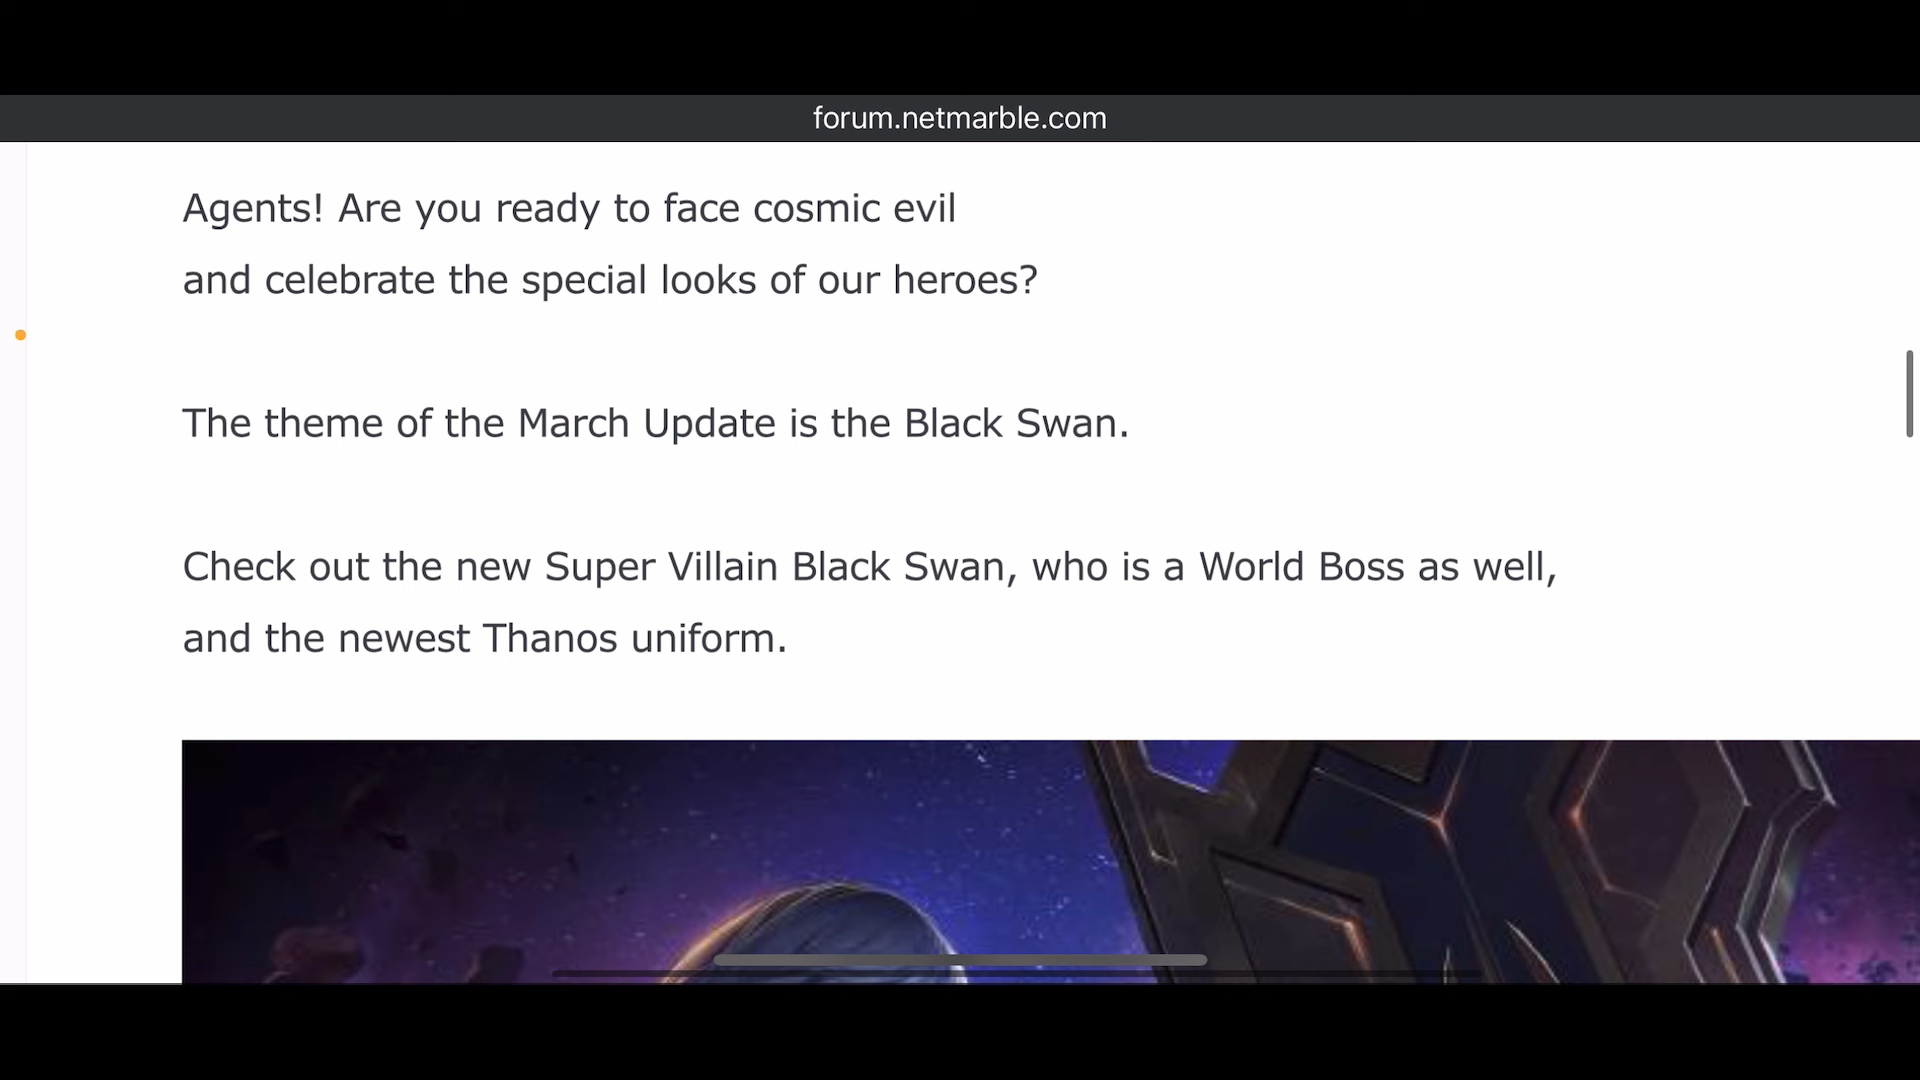 forum.netmarble.com
Agents! Are you ready to face cosmic evil
and celebrate the special looks of our heroes?
The theme of the March Update is the Black Swan.
Check out the new Super Villain Black Swan, who is a World Boss as well,
and the newest Thanos uniform.